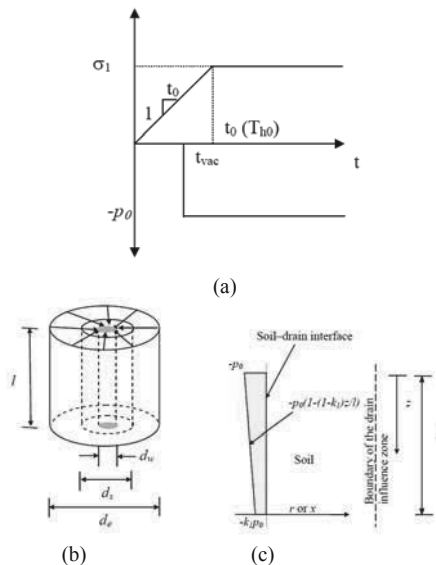 σ1
t0
1
t0 (Th0)
tvac
t
-p0
(a)
l
dw
ds
de
(b)
Soil–drain interface
-p0
-p0(1-(1-k1)z/l)
Soil
Boundary of the drain
influence zone
z
r or x
-k1p0
(c)